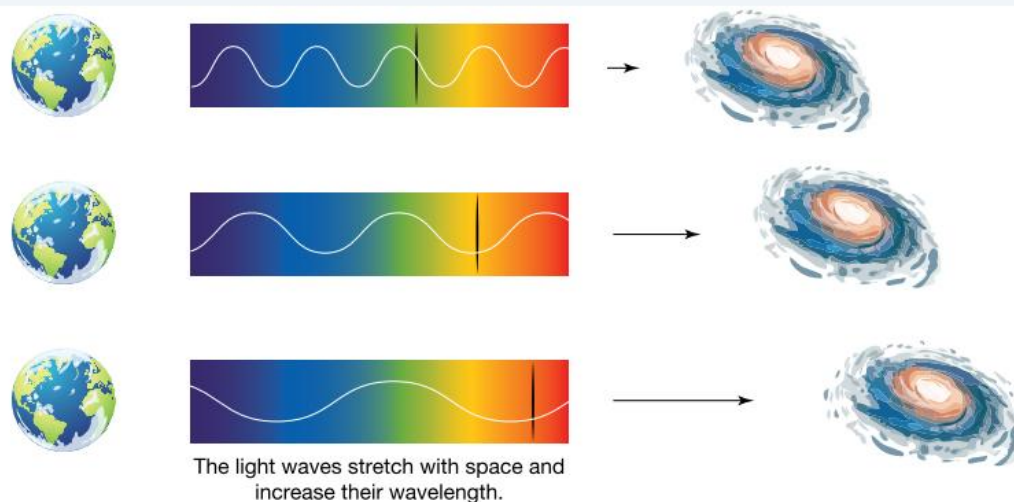 The light waves stretch with space and
increase their wavelength.